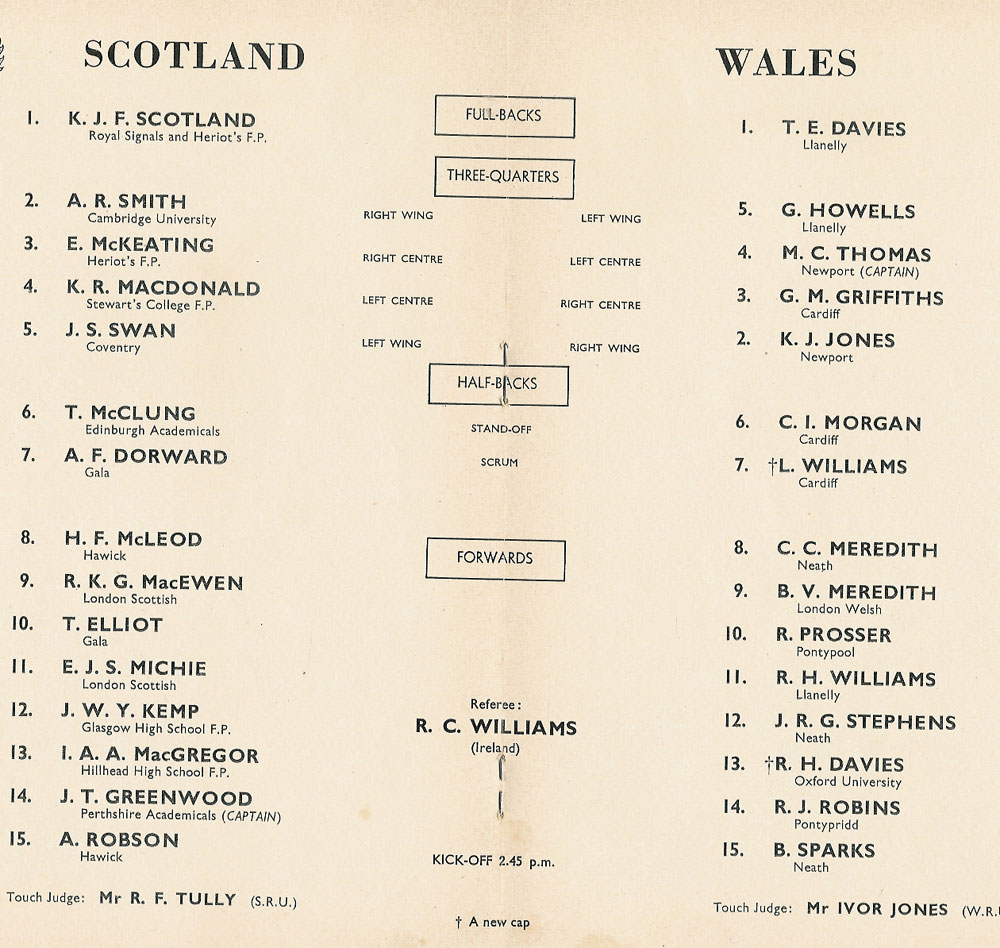 SCOTLAND
1. K. J. F. SCOTLAND
Royal Signals and Heriot's F.P.
2. A. R. SMITH
Cambridge University
3. E. McKEATING
Heriot's F.P.
4. K. R. MACDONALD
Stewart's College F.P.
5. J. S. SWAN
Coventry
6. T. McCLUNG
Edinburgh Academicals
7. A. F. DORWARD
Gala
8. H. F. McLEOD
Hawick
9. R. K. G. MacEWEN
London Scottish
10. T. ELLIOT
Gala
11. E. J. S. MICHIE
London Scottish
12. J. W. Y. KEMP
Glasgow High School F.P.
13. I. A. A. MacGREGOR
Hillhead High School F.P.
14. J. T. GREENWOOD
Perthshire Academicals (CAPTAIN)
15. A. ROBSON
Hawick
Touch Judge: Mr R. F. TULLY (S.R.U.)
FULL-BACKS
THREE-QUARTERS
RIGHT WING LEFT WING
RIGHT CENTRE LEFT CENTRE
LEFT CENTRE RIGHT CENTRE
LEFT WING RIGHT WING
HALF-BACKS
STAND-OFF
SCRUM
FORWARDS
Referee:
R. C. WILLIAMS
(Ireland)
KICK-OFF 2.45 p.m.
† A new cap
WALES
1. T. E. DAVIES
Llanelly
5. G. HOWELLS
Llanelly
4. M. C. THOMAS
Newport (CAPTAIN)
3. G. M. GRIFFITHS
Cardiff
2. K. J. JONES
Newport
6. C. I. MORGAN
Cardiff
7. †L. WILLIAMS
Cardiff
8. C. C. MEREDITH
Neath
9. B. V. MEREDITH
London Welsh
10. R. PROSSER
Pontypool
11. R. H. WILLIAMS
Llanelly
12. J. R. G. STEPHENS
Neath
13. †R. H. DAVIES
Oxford University
14. R. J. ROBINS
Pontypridd
15. B. SPARKS
Neath
Touch Judge: Mr IVOR JONES (W.R.